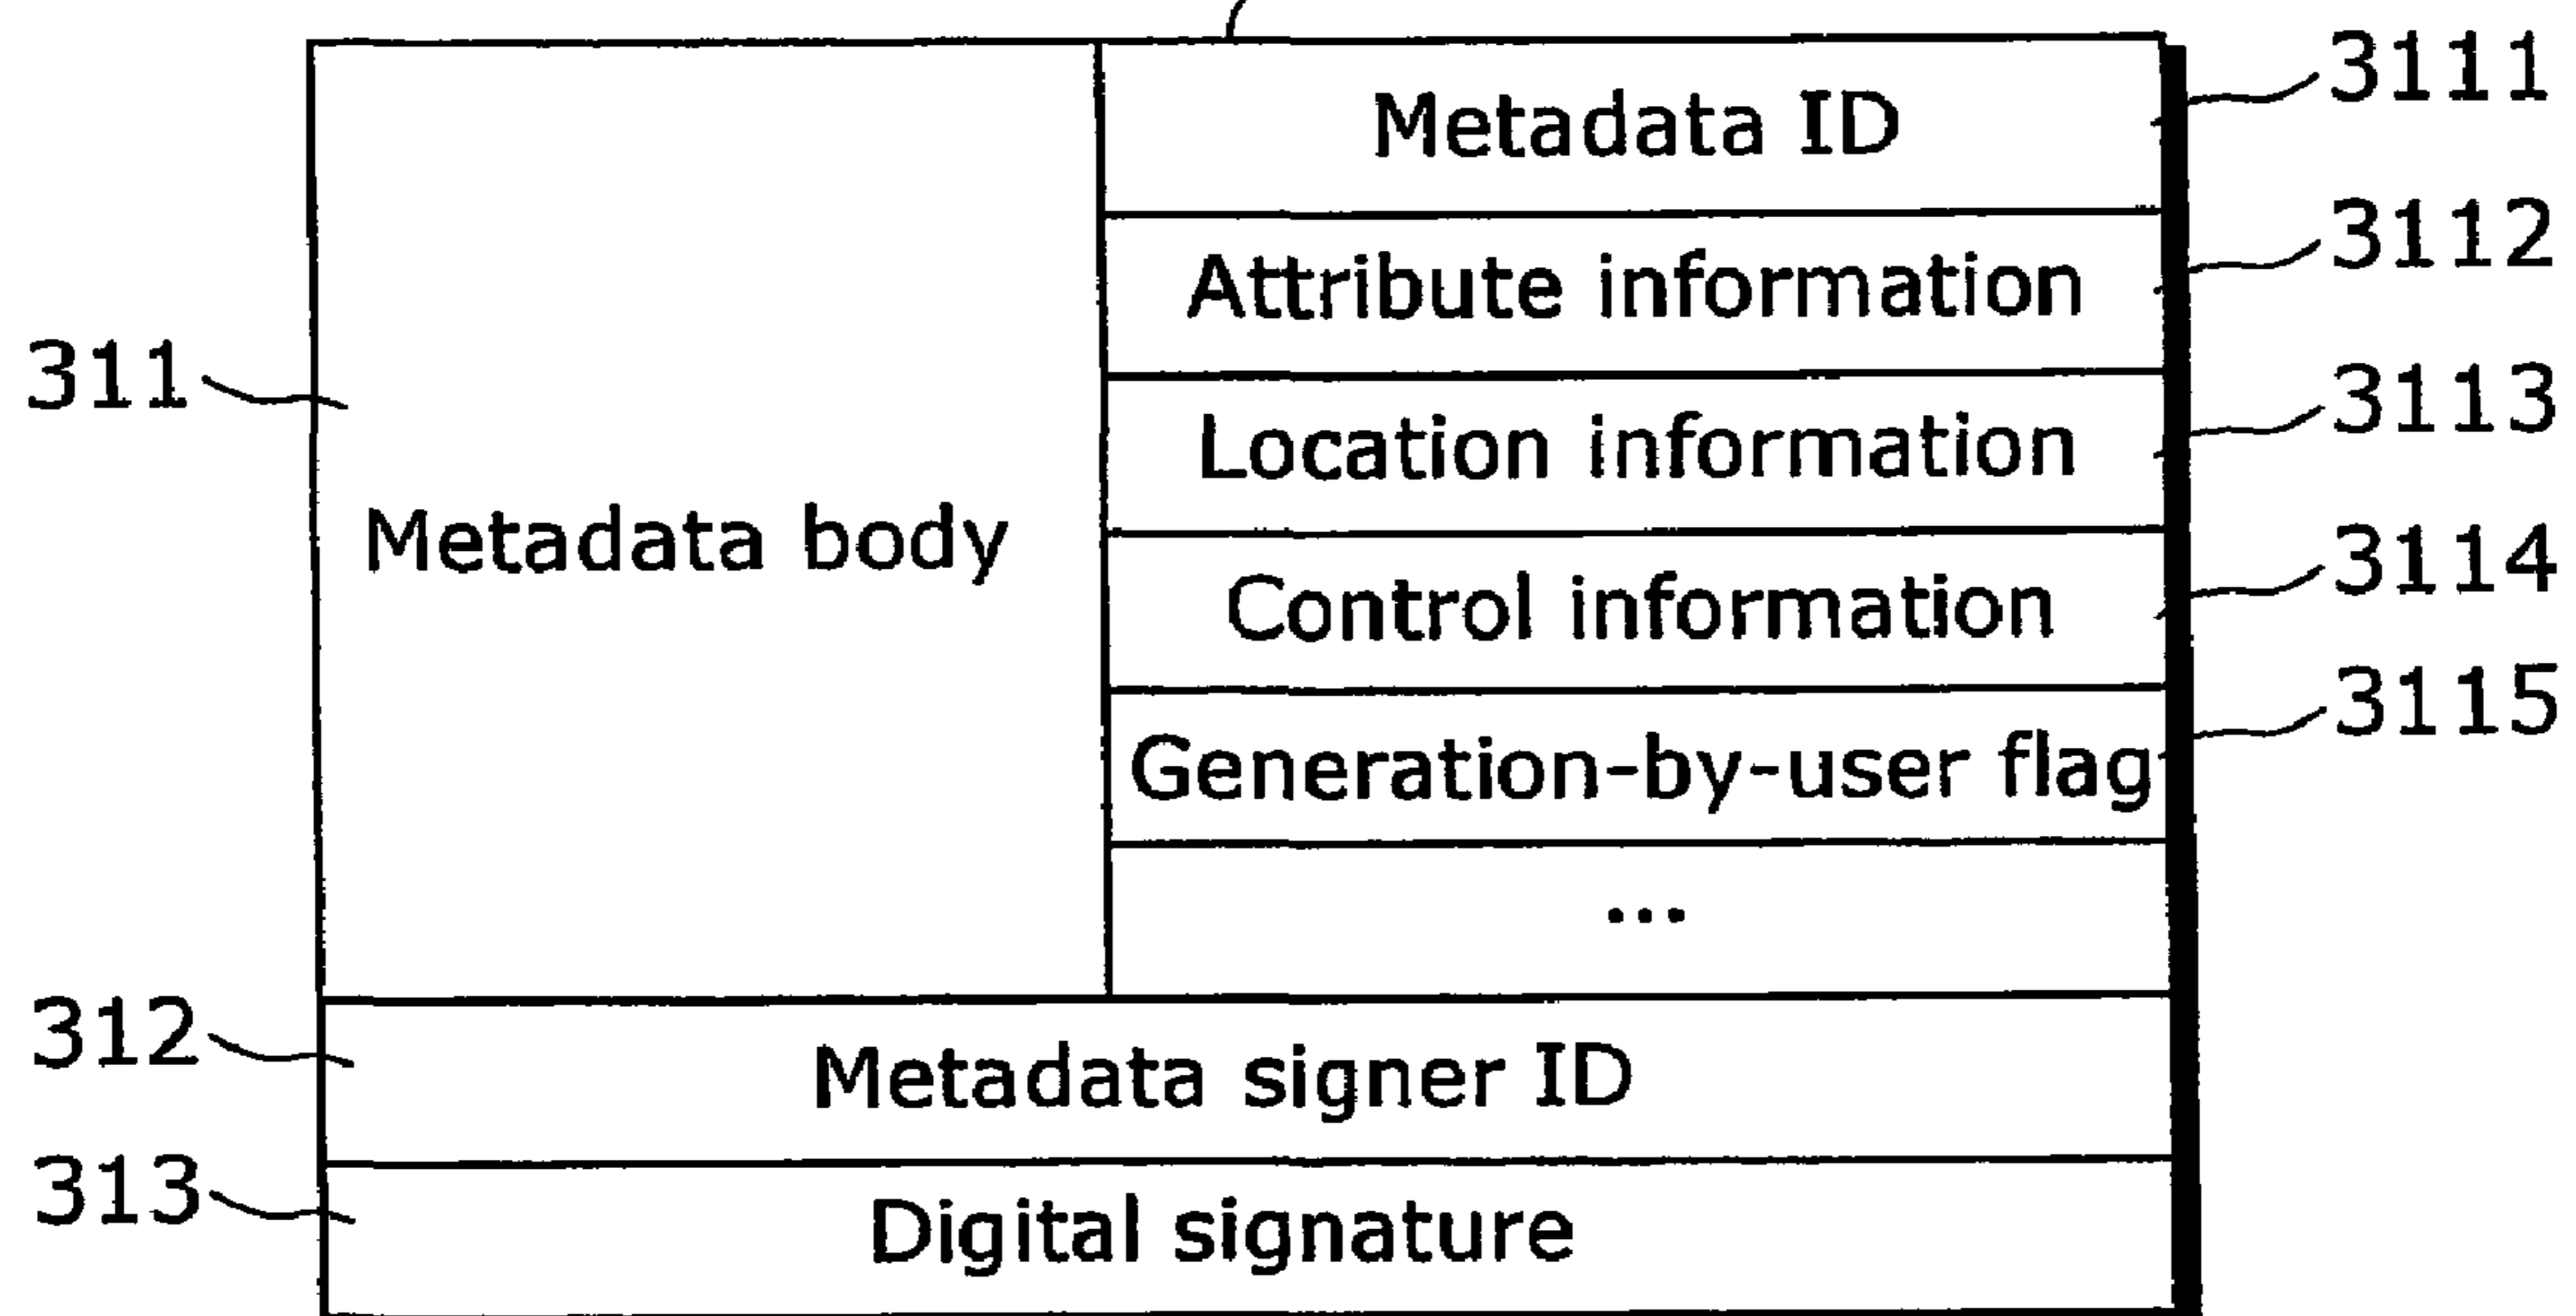 3111
Metadata ID
3112
Attribute information
3113
Location information
311
Metadata body
3114
Control information
3115
Generation-by-user flag
...
312
Metadata signer ID
313
Digital signature